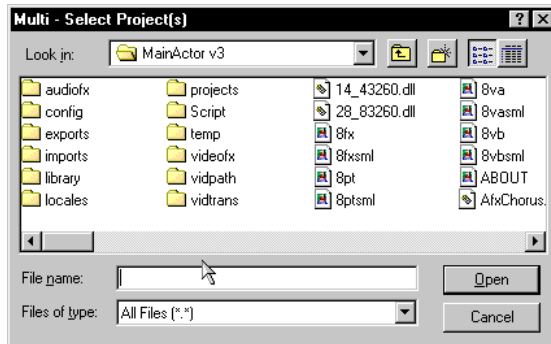 Multi - Select Project(s)
Look in: MainActor v3
audiofx projects 14_43260.dll 8va
config Script 28_83260.dll 8vasml
exports temp 8fx 8vb
imports videofx 8fxsml 8vbsml
library vidpath 8pt ABOUT
locales vidtrans 8ptsml AfxChorus.
File name: Open
Files of type: All Files (*.*) Cancel